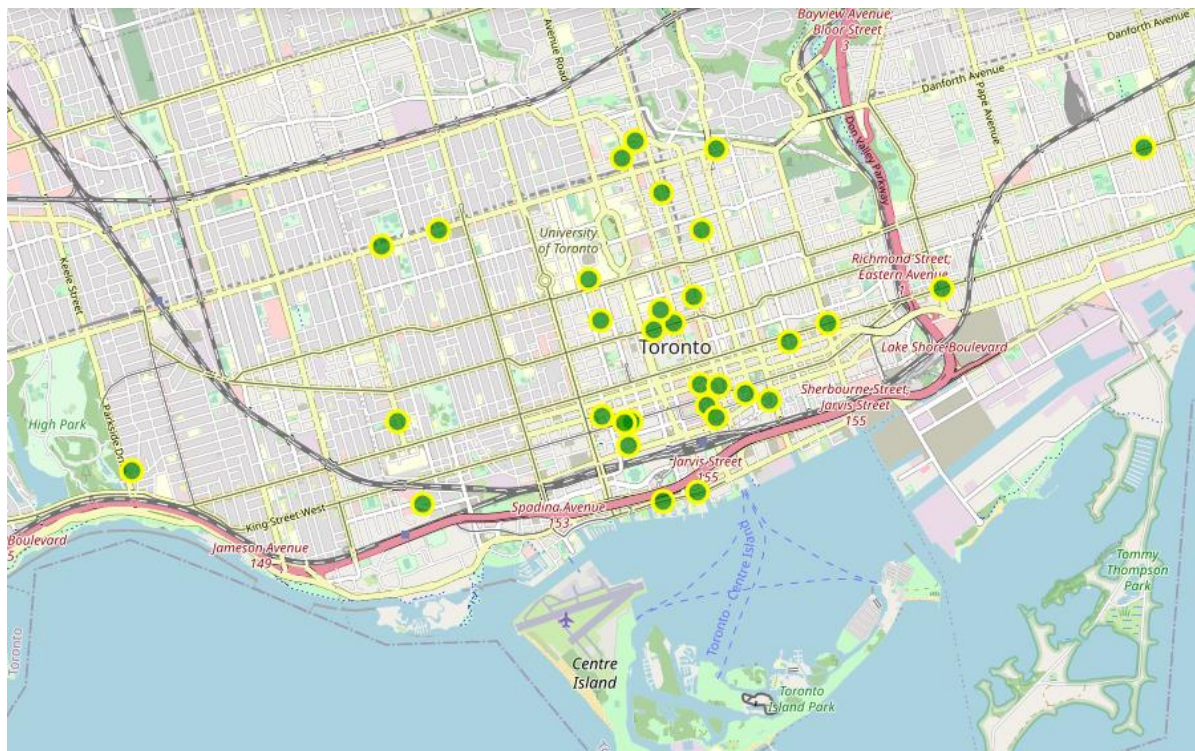 Bayview Avenue;
Bloor Street
3
Avenue Road
Danforth Avenue
Danforth Avenue
Pape Avenue
Don Valley Parkway
University
of Toronto
Keele Street
Richmond Street;
Eastern Avenue
1
Toronto
Lake Shore Boulevard
Sherbourne Street;
Jarvis Street
155
High Park
Parkside Dri
Jarvis Street
155
King Street West
Spadina Avenue
153
Boulevard
5
Jameson Avenue
149
Toronto - Centre Island
Tommy
Thompson
Park
Toronto
Centre
Island
Toronto
Island Park